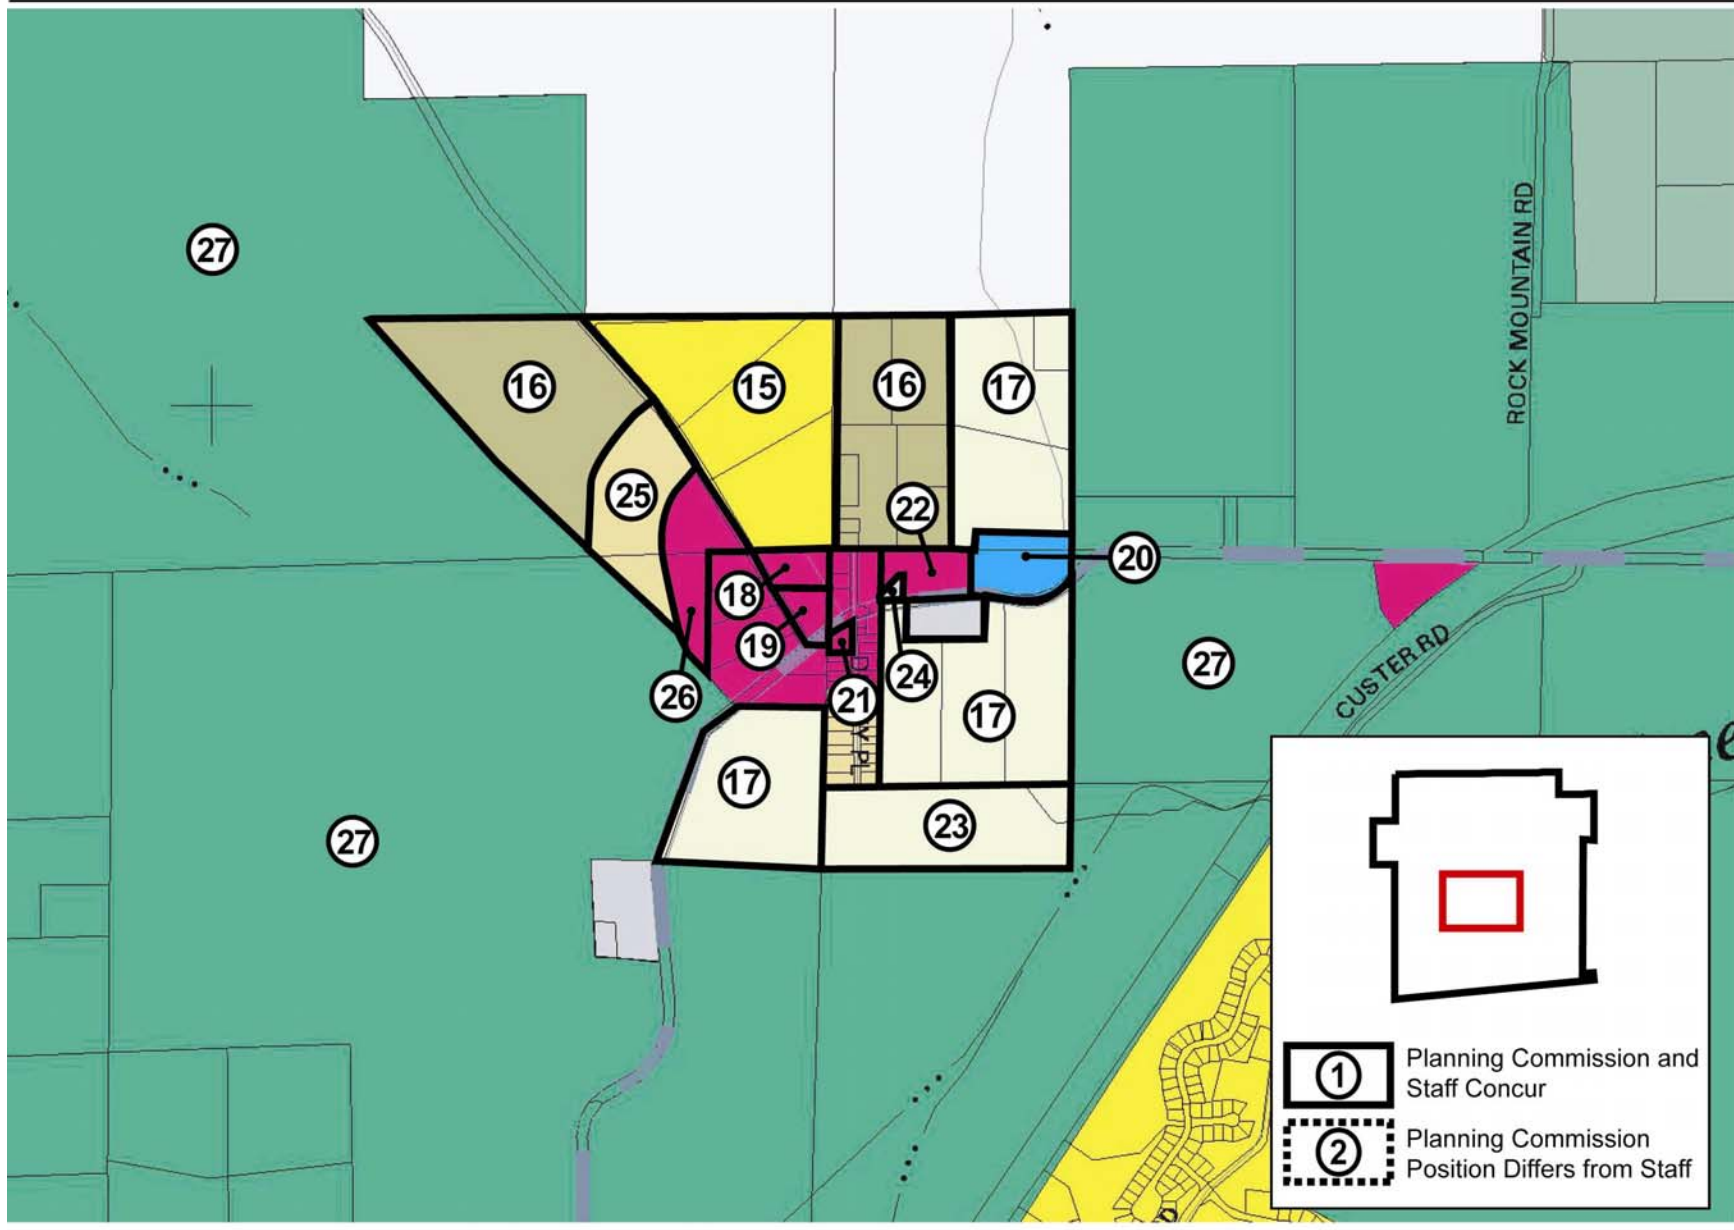 27
ROCK MOUNTAIN RD
16
15
16
17
25
22
20
18
19
27
CUSTER RD
26
21
24
17
Y PL
17
23
27
1
Planning Commission and
Staff Concur
2
Planning Commission
Position Differs from Staff